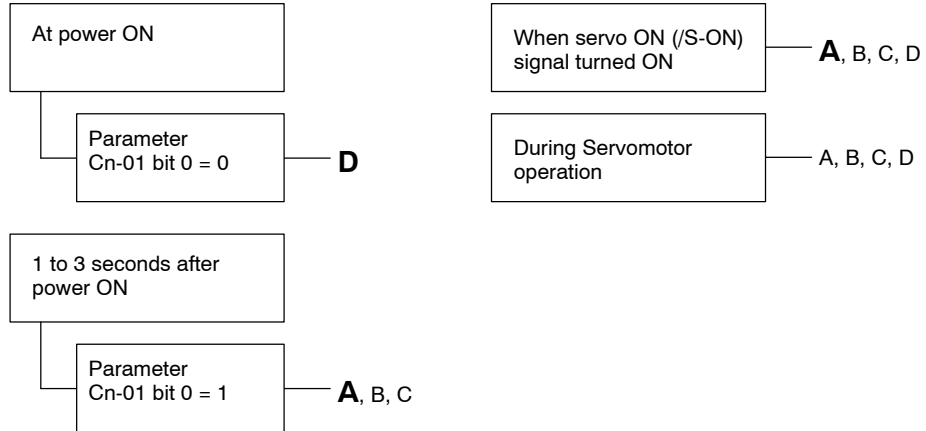 At power ON
Parameter
Cn-01 bit 0 = 0
D
1 to 3 seconds after
power ON
Parameter
Cn-01 bit 0 = 1
A, B, C
When servo ON (/S-ON)
signal turned ON
A, B, C, D
During Servomotor
operation
A, B, C, D